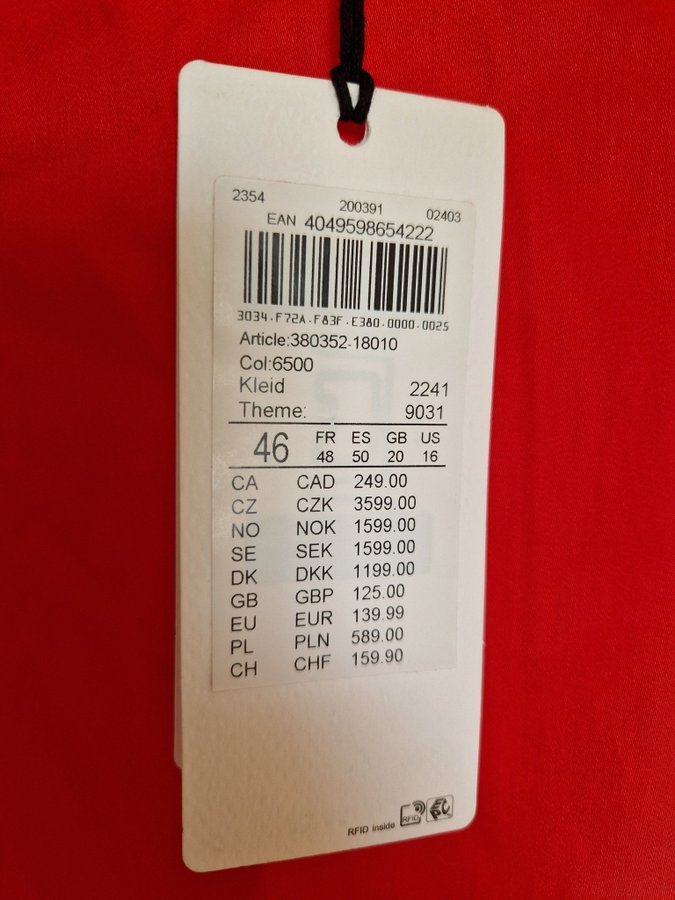 2354 200391 02403
EAN 4049598654222
3034.F72A.F83F.E380.0000.0025
Article:380352-18010
Col:6500
Kleid 2241
Theme: 9031
46 FR ES GB US
48 50 20 16
CA CAD 249.00
CZ CZK 3599.00
NO NOK 1599.00
SE SEK 1599.00
DK DKK 1199.00
GB GBP 125.00
EU EUR 139.99
PL PLN 589.00
CH CHF 159.90
RFID inside RFID EPC